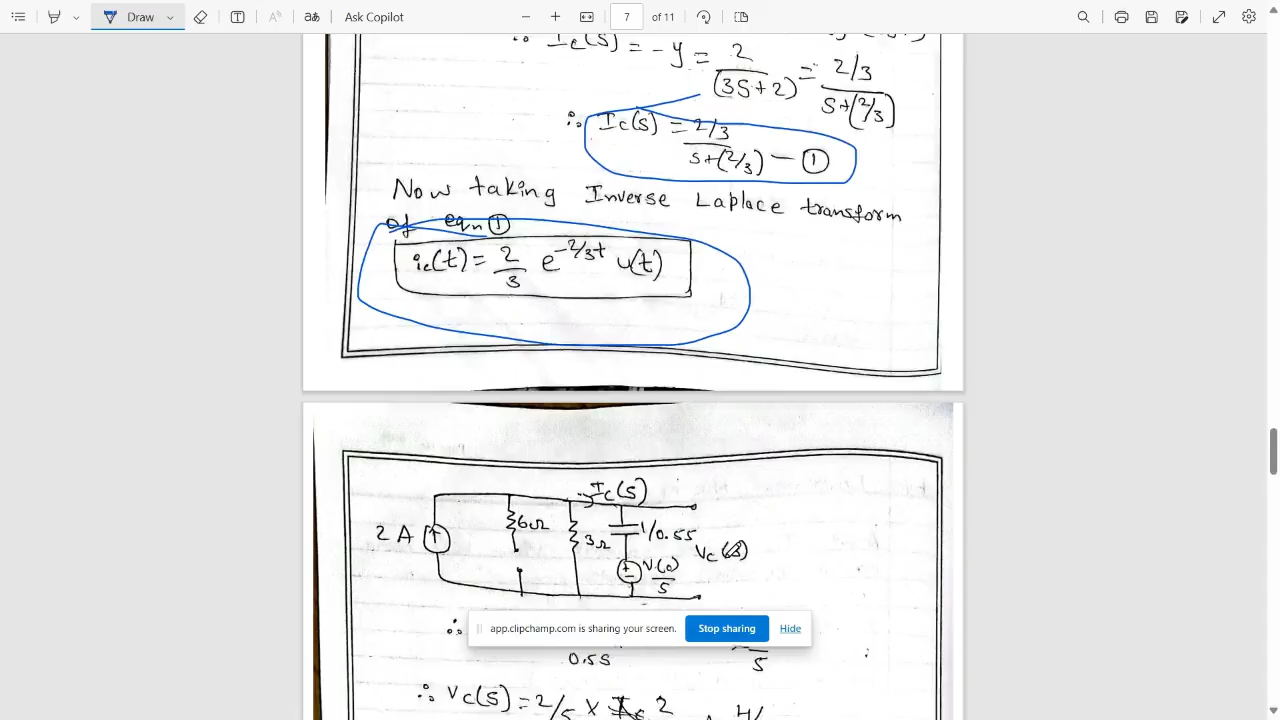 Draw
Ask Copilot
7 of 11
∴ Ic(s) = -y = 2/(3S+2) = 2/3/(S+(2/3))
∴ Ic(s) = 2/3/(s+(2/3)) — ①
Now taking Inverse Laplace transform
of eqn ①
ic(t) = 2/3 e^-2/3t u(t)
Ic(s)
2 A
6Ω
3Ω
1/0.5s
V(0)/s
Vc(s)
app.clipchamp.com is sharing your screen.
Stop sharing
Hide
∴
0.5s
s
∴ Vc(s) = 2/s ×
2
4/